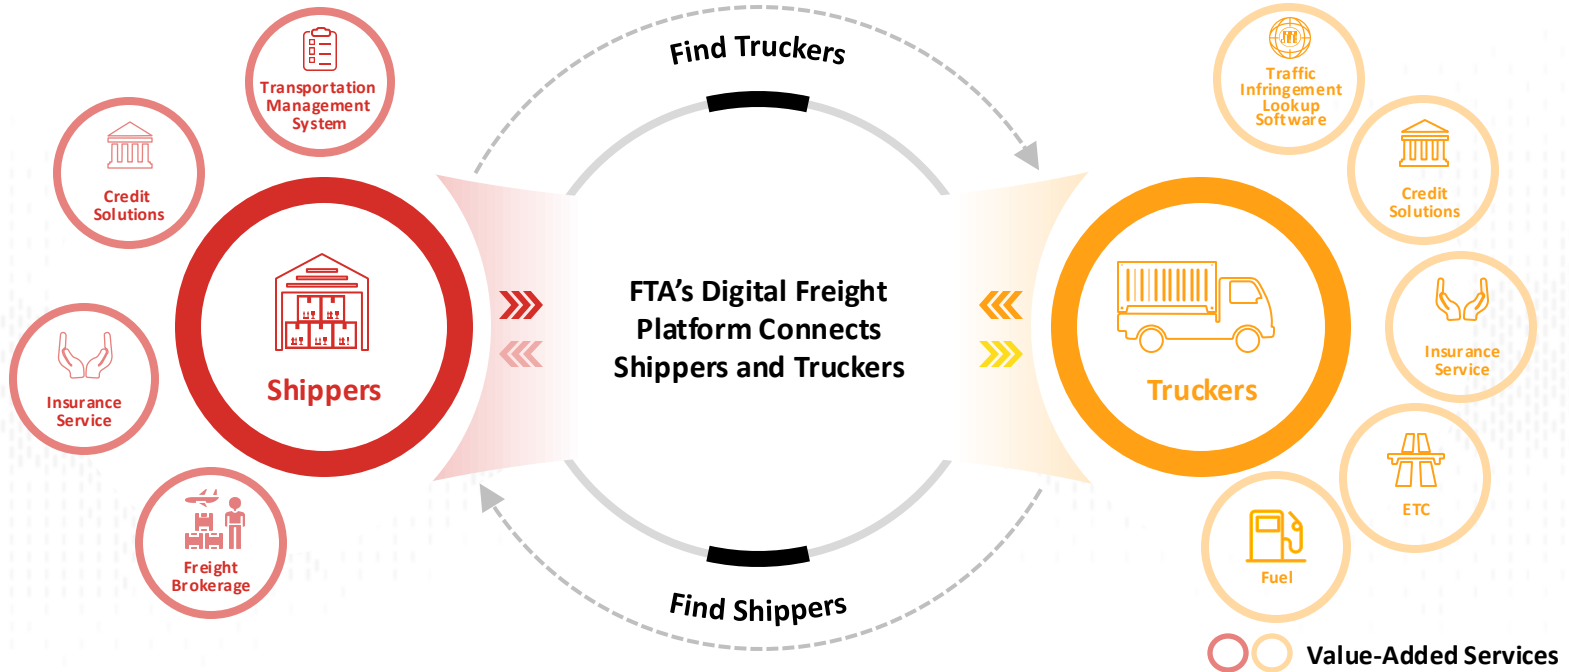 Find Truckers
Transportation
Management
System
Credit
Solutions
Insurance
Service
Freight
Brokerage
Shippers
FTA’s Digital Freight
Platform Connects
Shippers and Truckers
Truckers
Traffic
Infringement
Lookup
Software
Credit
Solutions
Insurance
Service
ETC
Fuel
Find Shippers
Value-Added Services